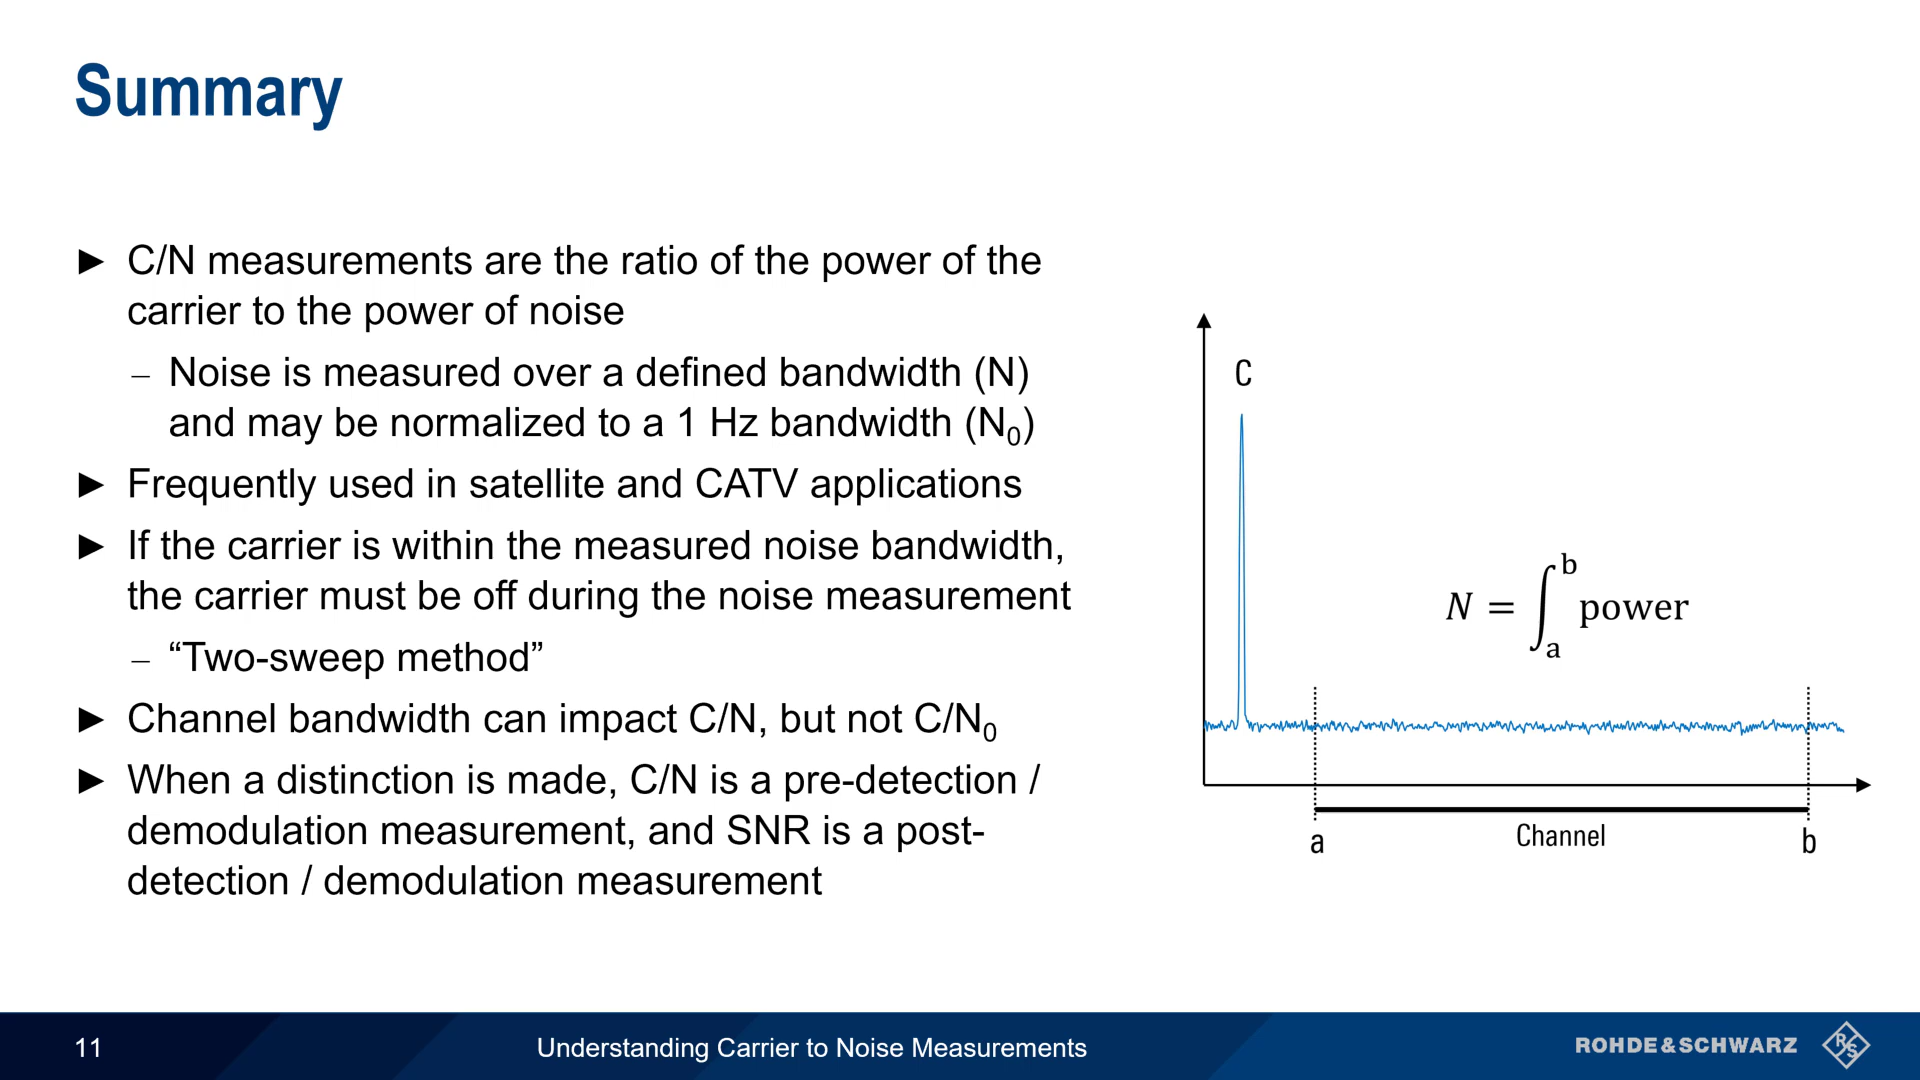 Summary
► C/N measurements are the ratio of the power of the
carrier to the power of noise
– Noise is measured over a defined bandwidth (N)
and may be normalized to a 1 Hz bandwidth (N₀)
► Frequently used in satellite and CATV applications
► If the carrier is within the measured noise bandwidth,
the carrier must be off during the noise measurement
– “Two-sweep method”
► Channel bandwidth can impact C/N, but not C/N₀
► When a distinction is made, C/N is a pre-detection /
demodulation measurement, and SNR is a post-
detection / demodulation measurement
C
N = ∫ₐᵇ power
a
Channel
b
11
Understanding Carrier to Noise Measurements
ROHDE&SCHWARZ
R&S